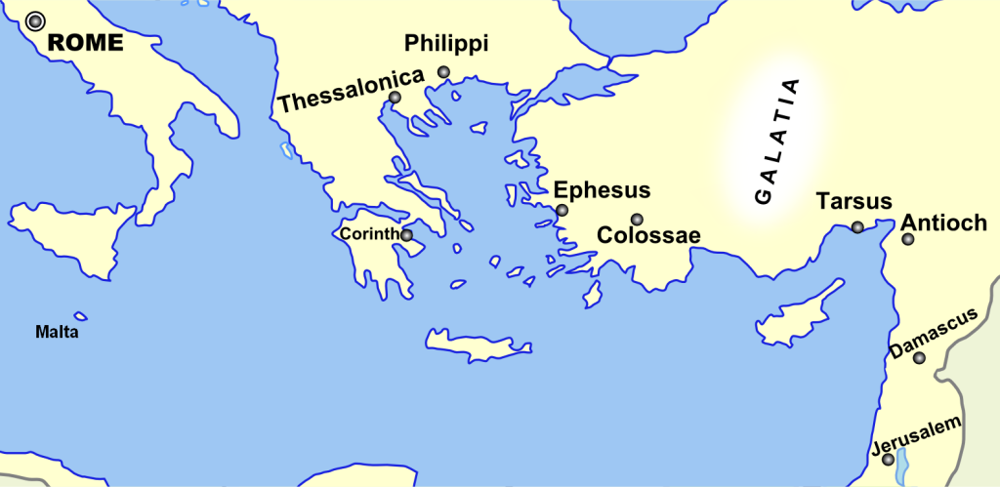 ROME
Philippi
Thessalonica
GALATIA
Ephesus
Tarsus
Antioch
Corinth
Colossae
Malta
Damascus
Jerusalem